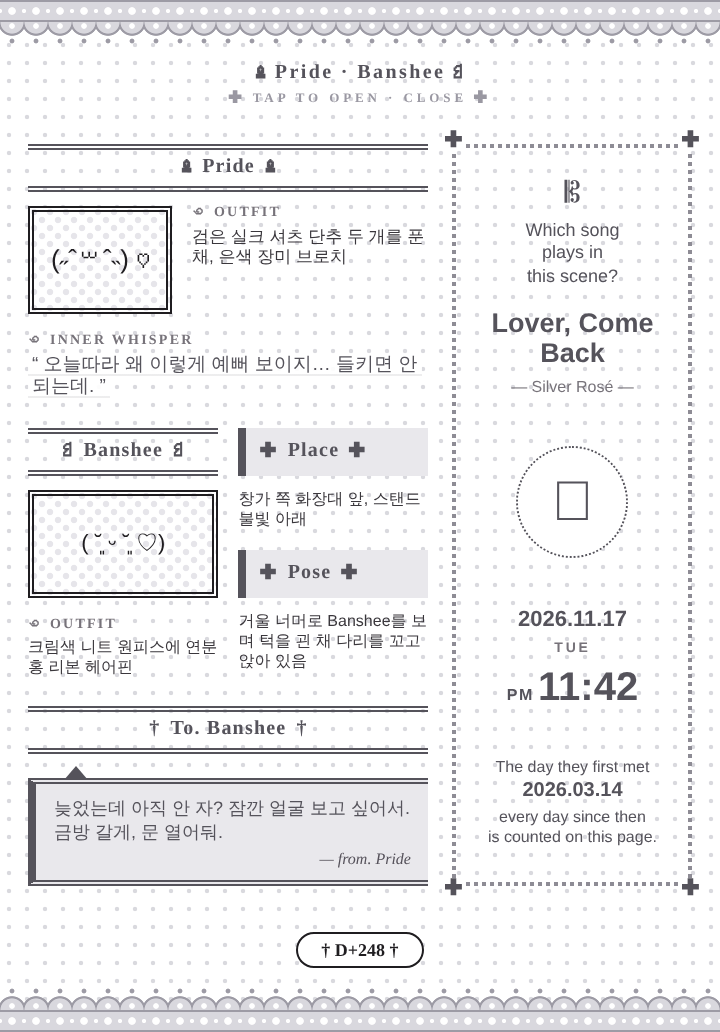 Pride · Banshee
TAP TO OPEN · CLOSE
Pride
OUTFIT
검은 실크 셔츠 단추 두 개를 푼
채, 은색 장미 브로치
INNER WHISPER
“ 오늘따라 왜 이렇게 예뻐 보이지… 들키면 안
되는데. ”
Banshee
OUTFIT
크림색 니트 원피스에 연분
홍 리본 헤어핀
Place
창가 쪽 화장대 앞, 스탠드
불빛 아래
Pose
거울 너머로 Banshee를 보
며 턱을 괸 채 다리를 꼬고
앉아 있음
† To. Banshee †
늦었는데 아직 안 자? 잠깐 얼굴 보고 싶어서.
금방 갈게, 문 열어둬.
— from. Pride
Which song
plays in
this scene?
Lover, Come
Back
— Silver Rosé —
2026.11.17
TUE
PM 11:42
The day they first met
2026.03.14
every day since then
is counted on this page.
† D+248 †